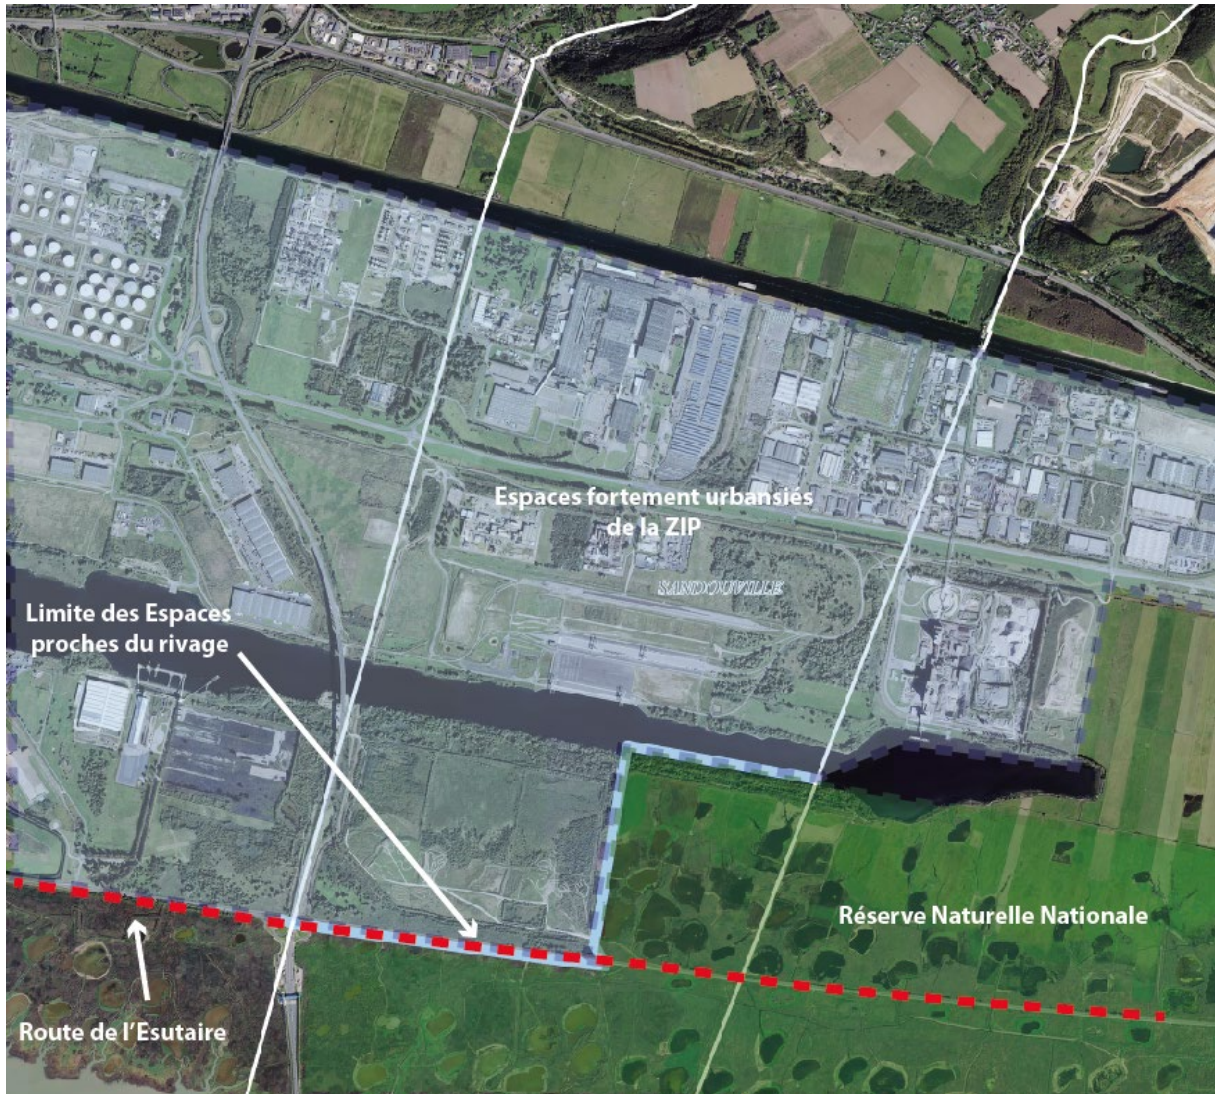 Espaces fortement urbansiés
de la ZIP
SANDOUVILLE
Limite des Espaces
proches du rivage
Réserve Naturelle Nationale
Route de l'Esutaire